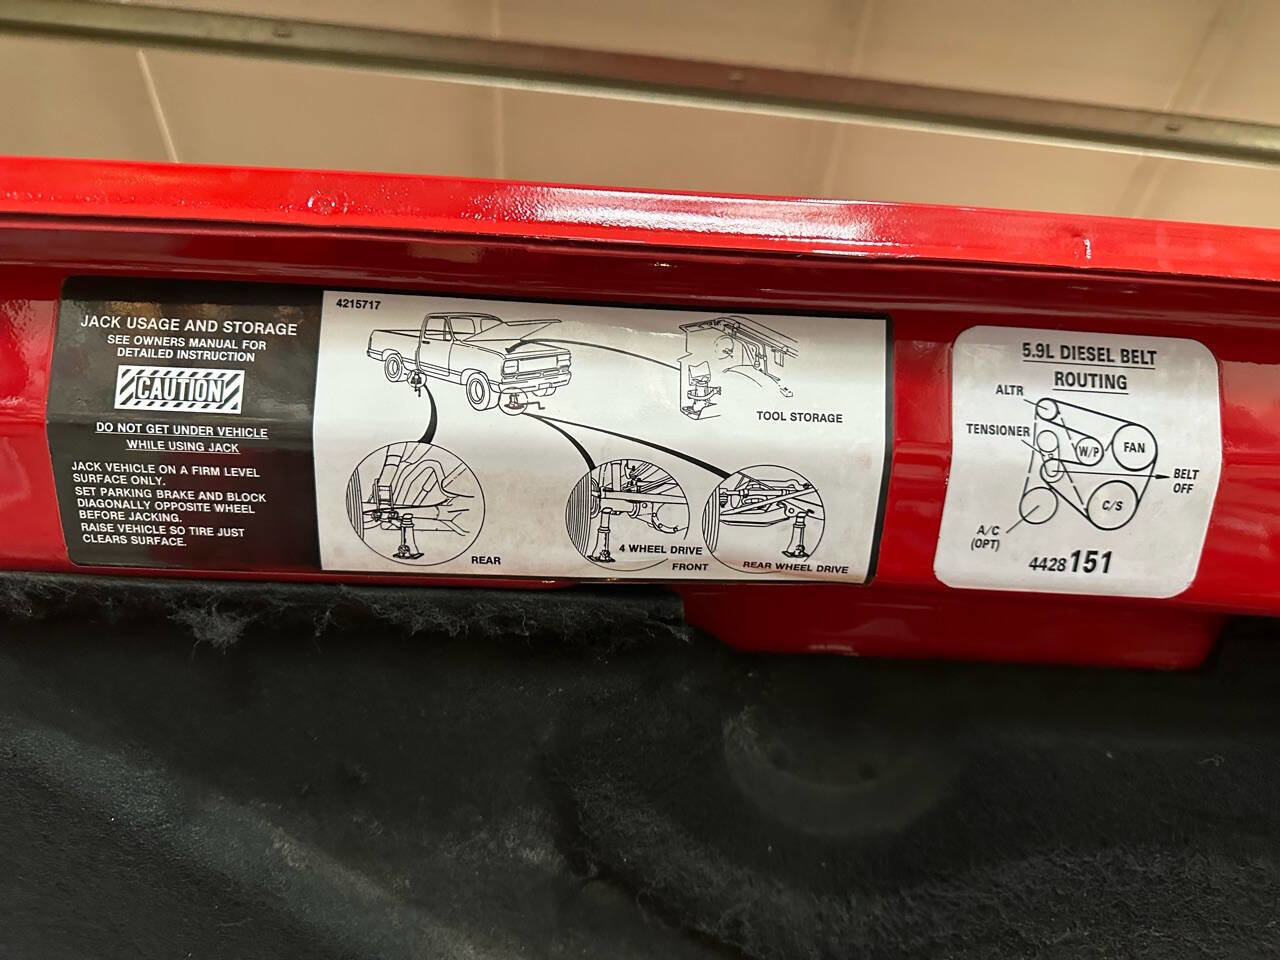 JACK USAGE AND STORAGE
SEE OWNERS MANUAL FOR
DETAILED INSTRUCTION
CAUTION
DO NOT GET UNDER VEHICLE
WHILE USING JACK
JACK VEHICLE ON A FIRM LEVEL
SURFACE ONLY.
SET PARKING BRAKE AND BLOCK
DIAGONALLY OPPOSITE WHEEL
BEFORE JACKING.
RAISE VEHICLE SO TIRE JUST
CLEARS SURFACE.
4215717
TOOL STORAGE
REAR
4 WHEEL DRIVE
FRONT
REAR WHEEL DRIVE
5.9L DIESEL BELT
ROUTING
ALTR
TENSIONER
W/P
FAN
BELT
OFF
C/S
A/C
(OPT)
4428151